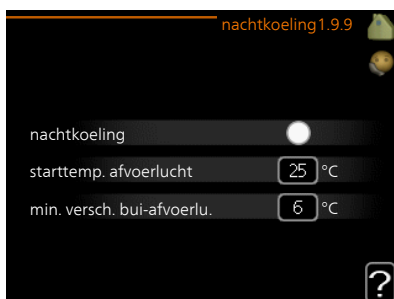 nachtkoeling1.9.9
nachtkoeling
starttemp. afvoerlucht 25 °C
min. versch. bui-afvoerlu. 6 °C
?